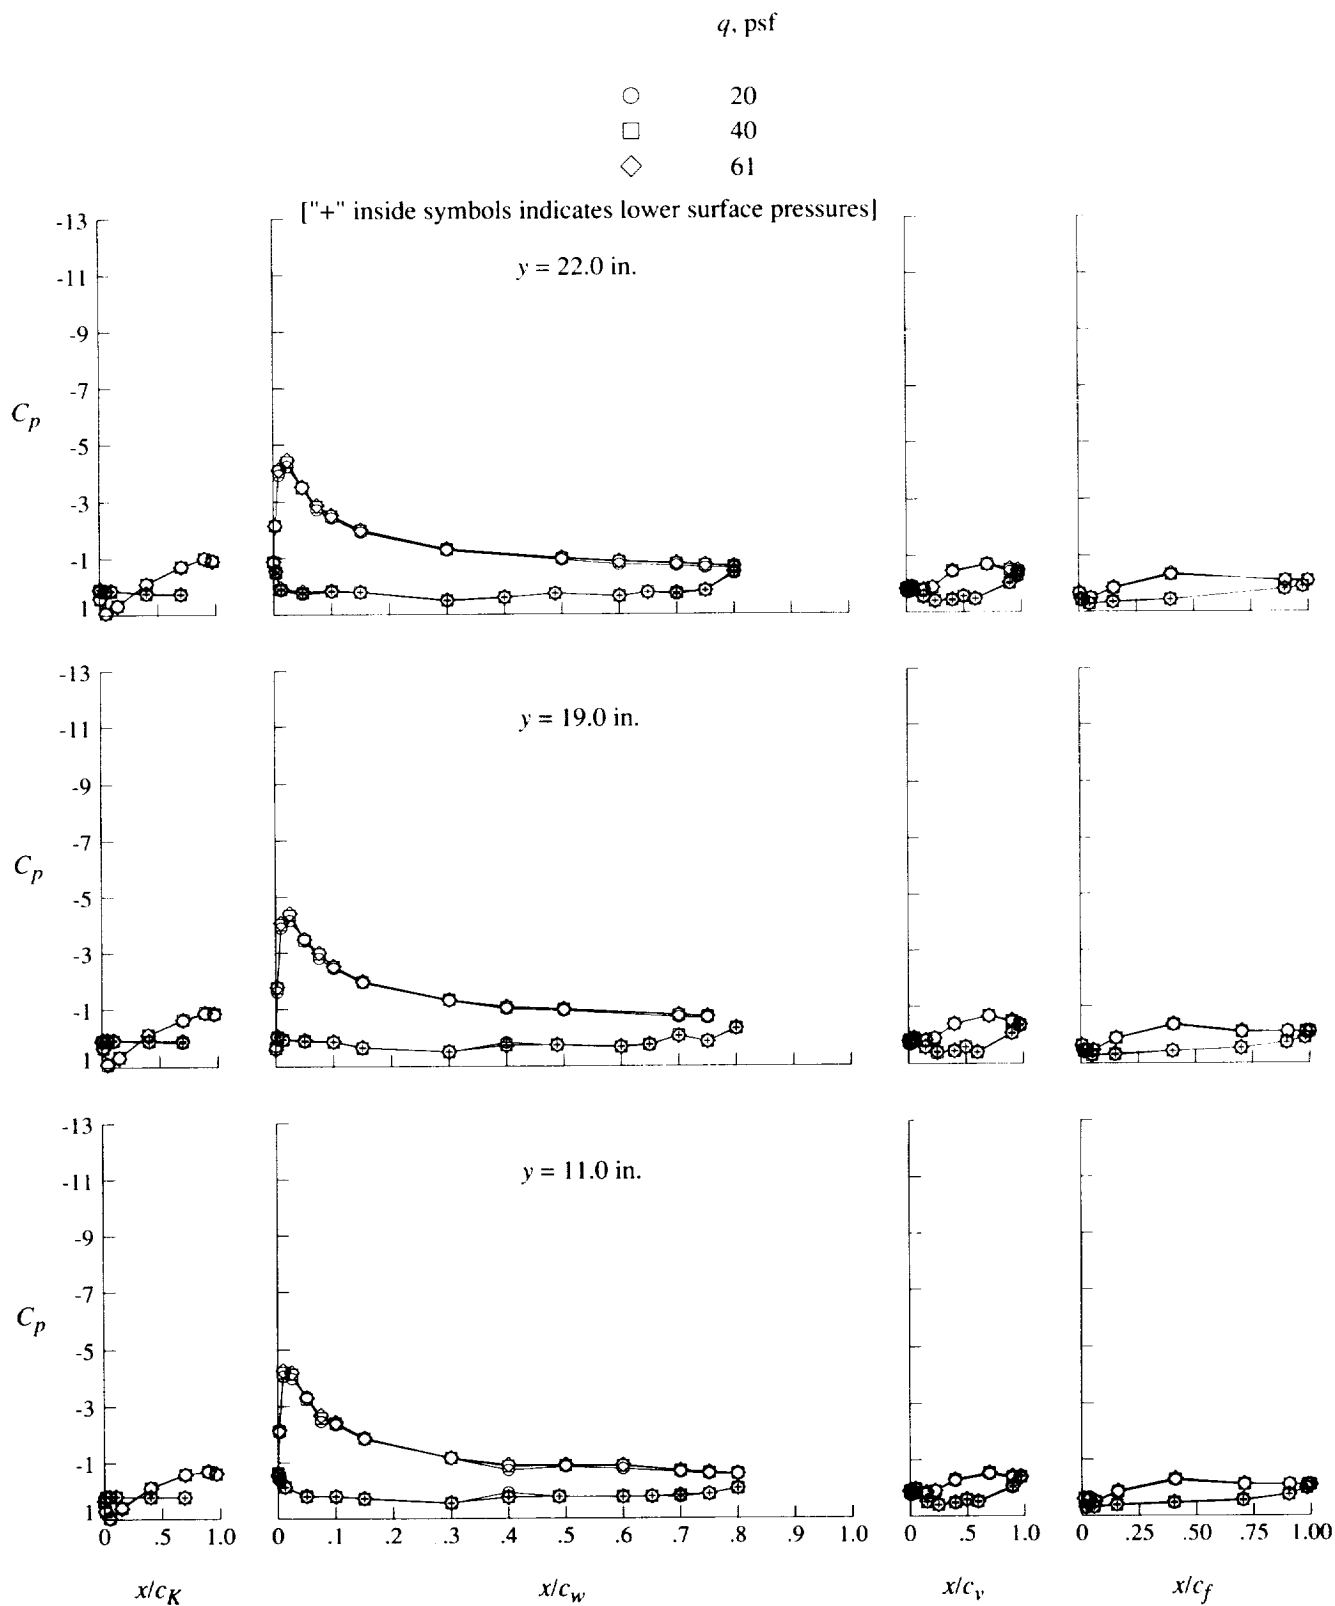 q, psf
20
40
61
["+" inside symbols indicates lower surface pressures]
y = 22.0 in.
-13
-11
-9
-7
-5
-3
-1
1
C_p
y = 19.0 in.
-13
-11
-9
-7
-5
-3
-1
1
C_p
y = 11.0 in.
-13
-11
-9
-7
-5
-3
-1
1
C_p
0 .5 1.0
0 .1 .2 .3 .4 .5 .6 .7 .8 .9 1.0
0 .5 1.0
0 .25 .50 .75 1.00
x/c_K x/c_w x/c_v x/c_f